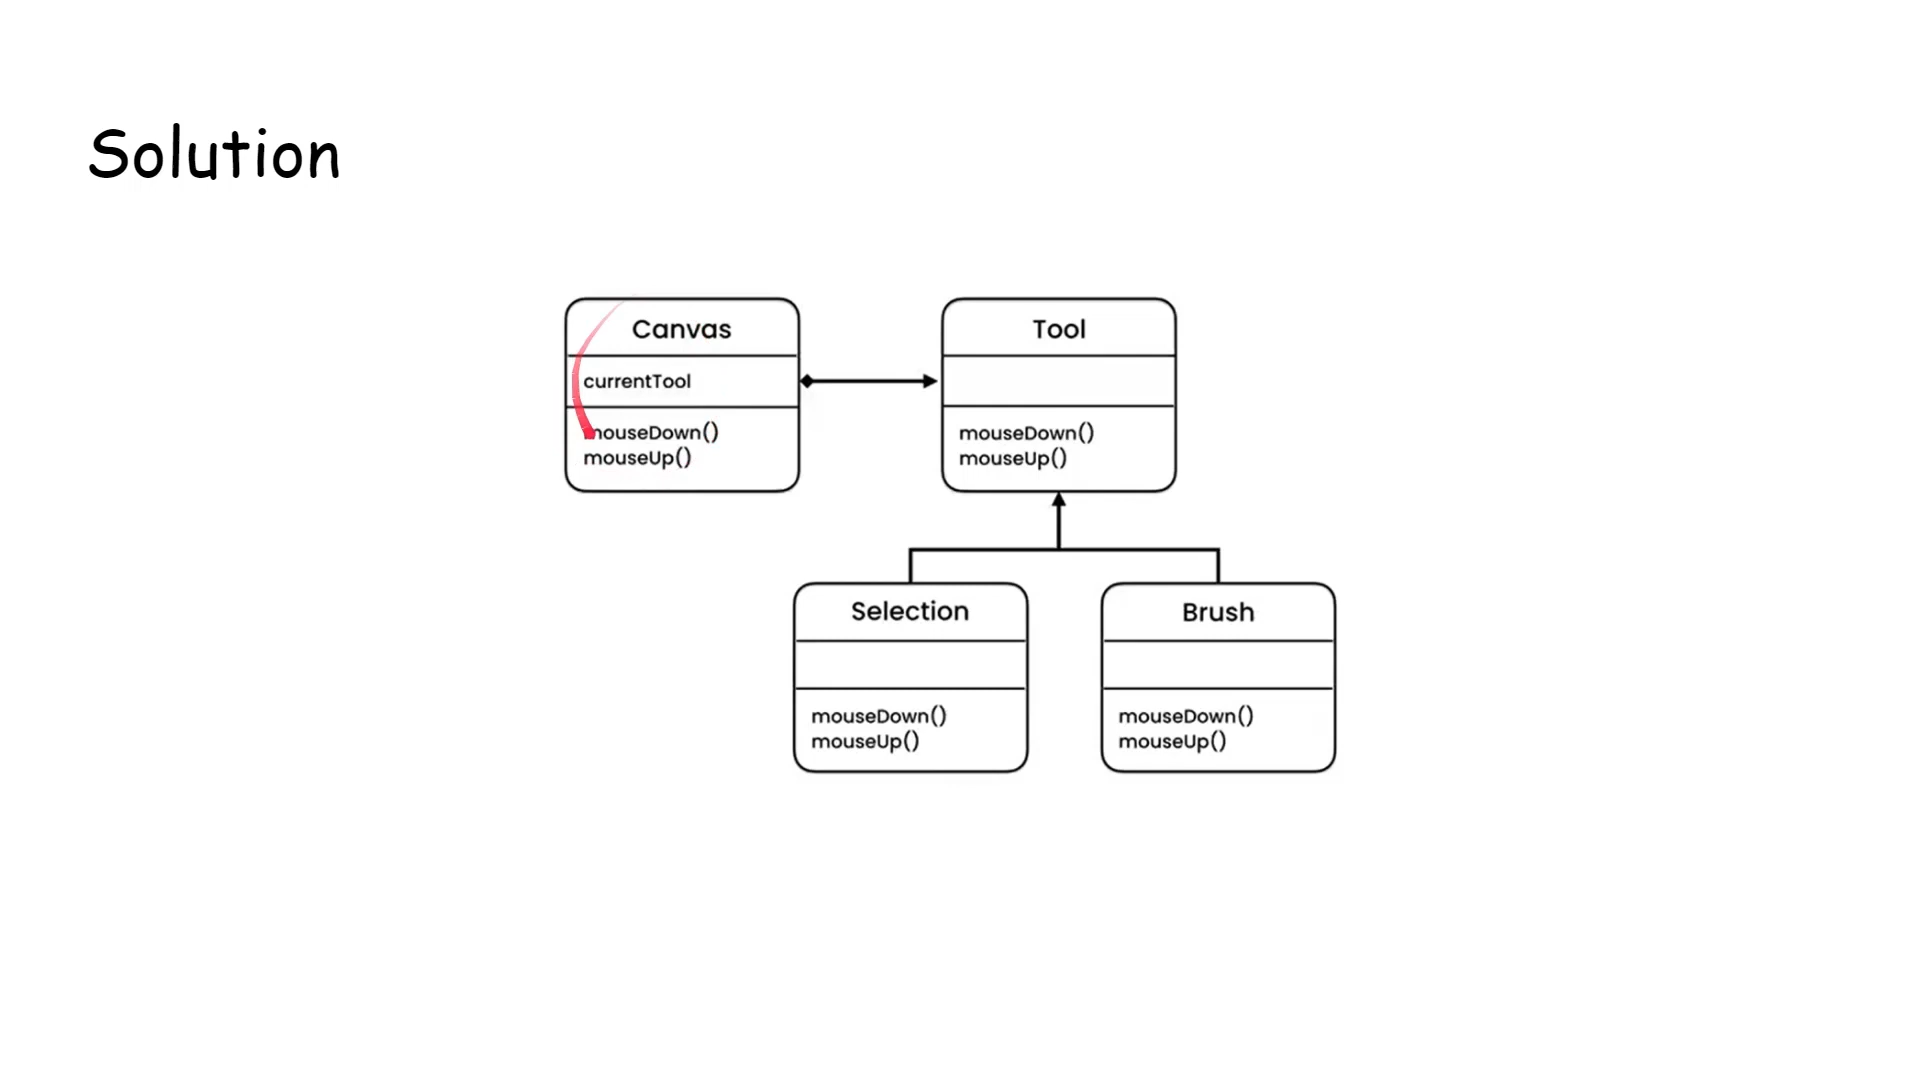 Solution
Canvas
currentTool
mouseDown()
mouseUp()
Tool
mouseDown()
mouseUp()
Selection
mouseDown()
mouseUp()
Brush
mouseDown()
mouseUp()